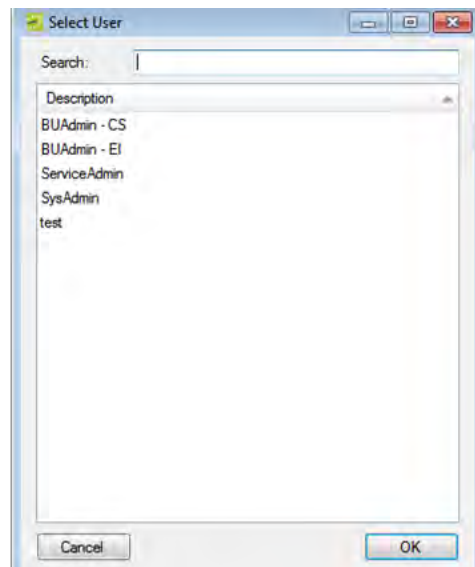 Select User
Search:
Description
BUAdmin - CS
BUAdmin - EI
ServiceAdmin
SysAdmin
test
Cancel OK